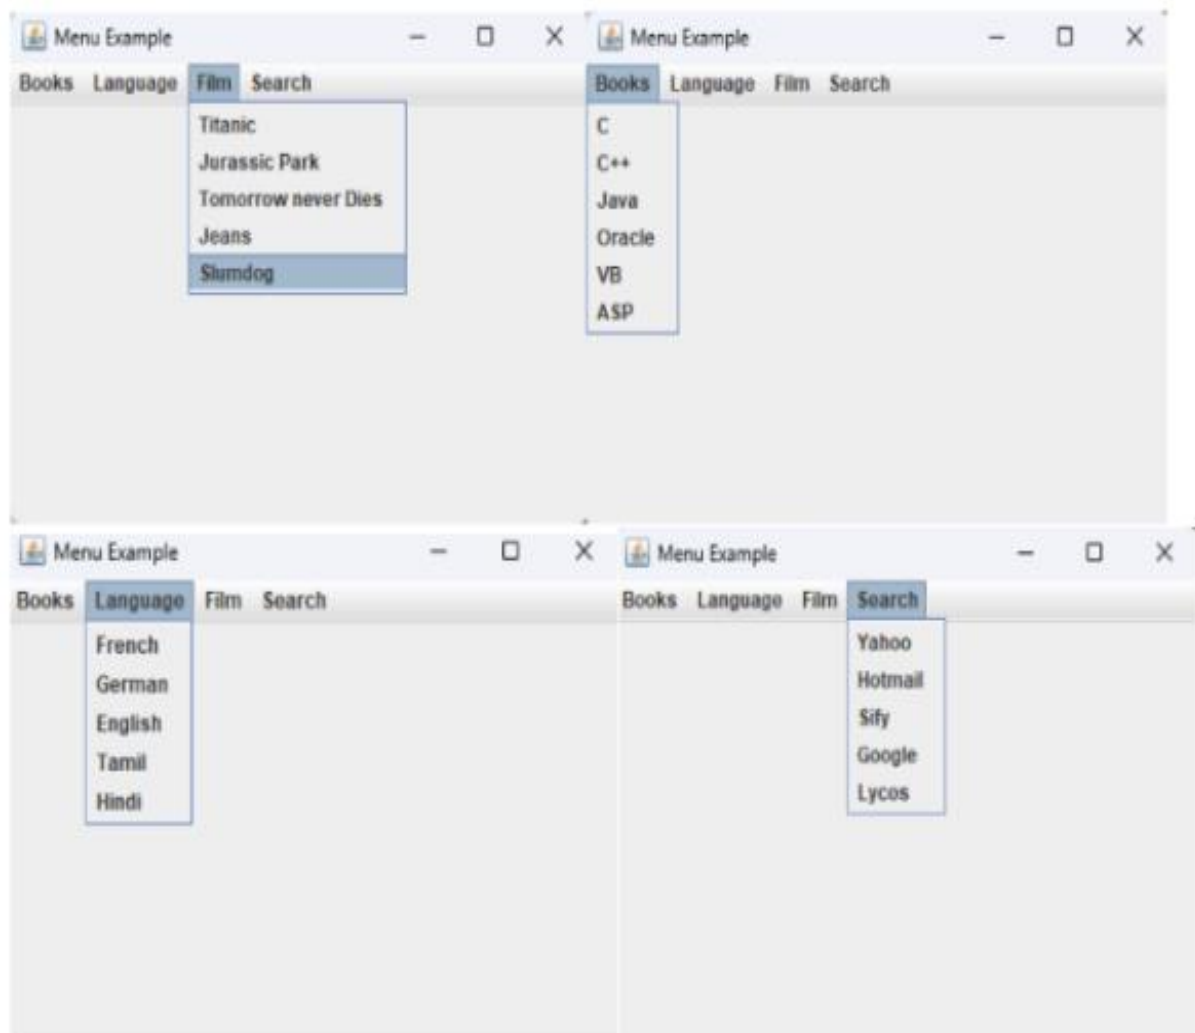 Menu Example
Books Language Film Search
Titanic
Jurassic Park
Tomorrow never Dies
Jeans
Slumdog
Menu Example
Books Language Film Search
C
C++
Java
Oracle
VB
ASP
Menu Example
Books Language Film Search
French
German
English
Tamil
Hindi
Menu Example
Books Language Film Search
Yahoo
Hotmail
Sify
Google
Lycos